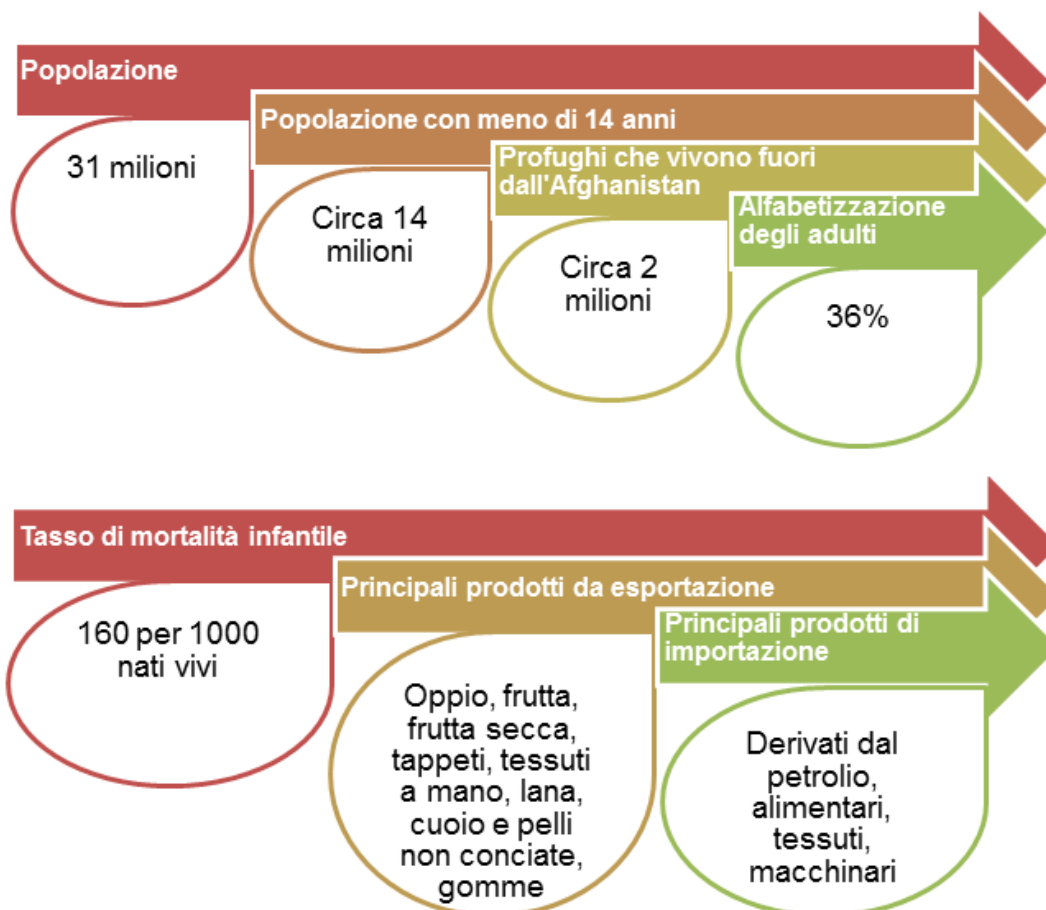 Popolazione
31 milioni
Popolazione con meno di 14 anni
Circa 14
milioni
Profughi che vivono fuori
dall'Afghanistan
Circa 2
milioni
Alfabetizzazione
degli adulti
36%
Tasso di mortalità infantile
160 per 1000
nati vivi
Principali prodotti da esportazione
Oppio, frutta,
frutta secca,
tappeti, tessuti
a mano, lana,
cuoio e pelli
non conciate,
gomme
Principali prodotti di
importazione
Derivati dal
petrolio,
alimentari,
tessuti,
macchinari